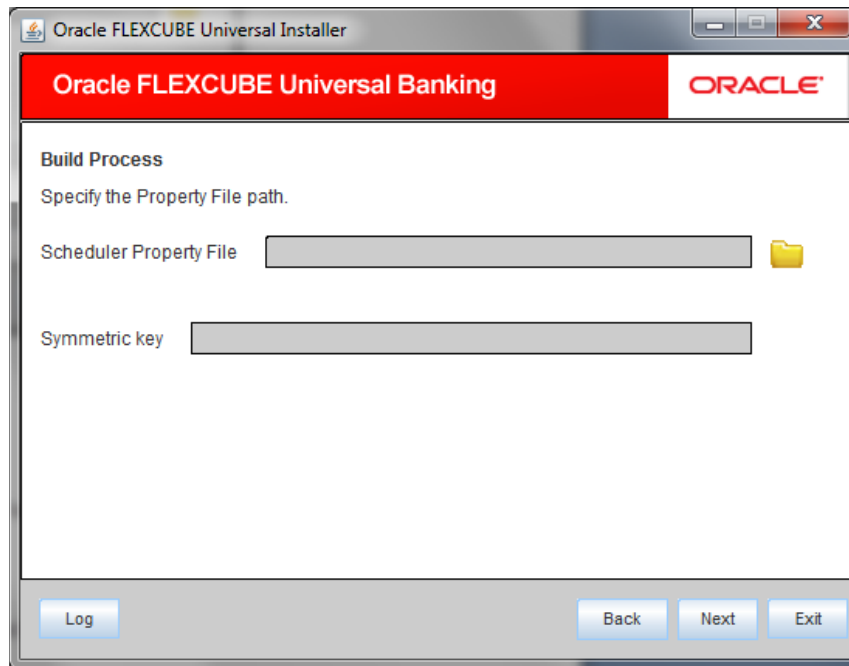 Oracle FLEXCUBE Universal Installer
Oracle FLEXCUBE Universal Banking
ORACLE
Build Process
Specify the Property File path.
Scheduler Property File
Symmetric key
Log Back Next Exit